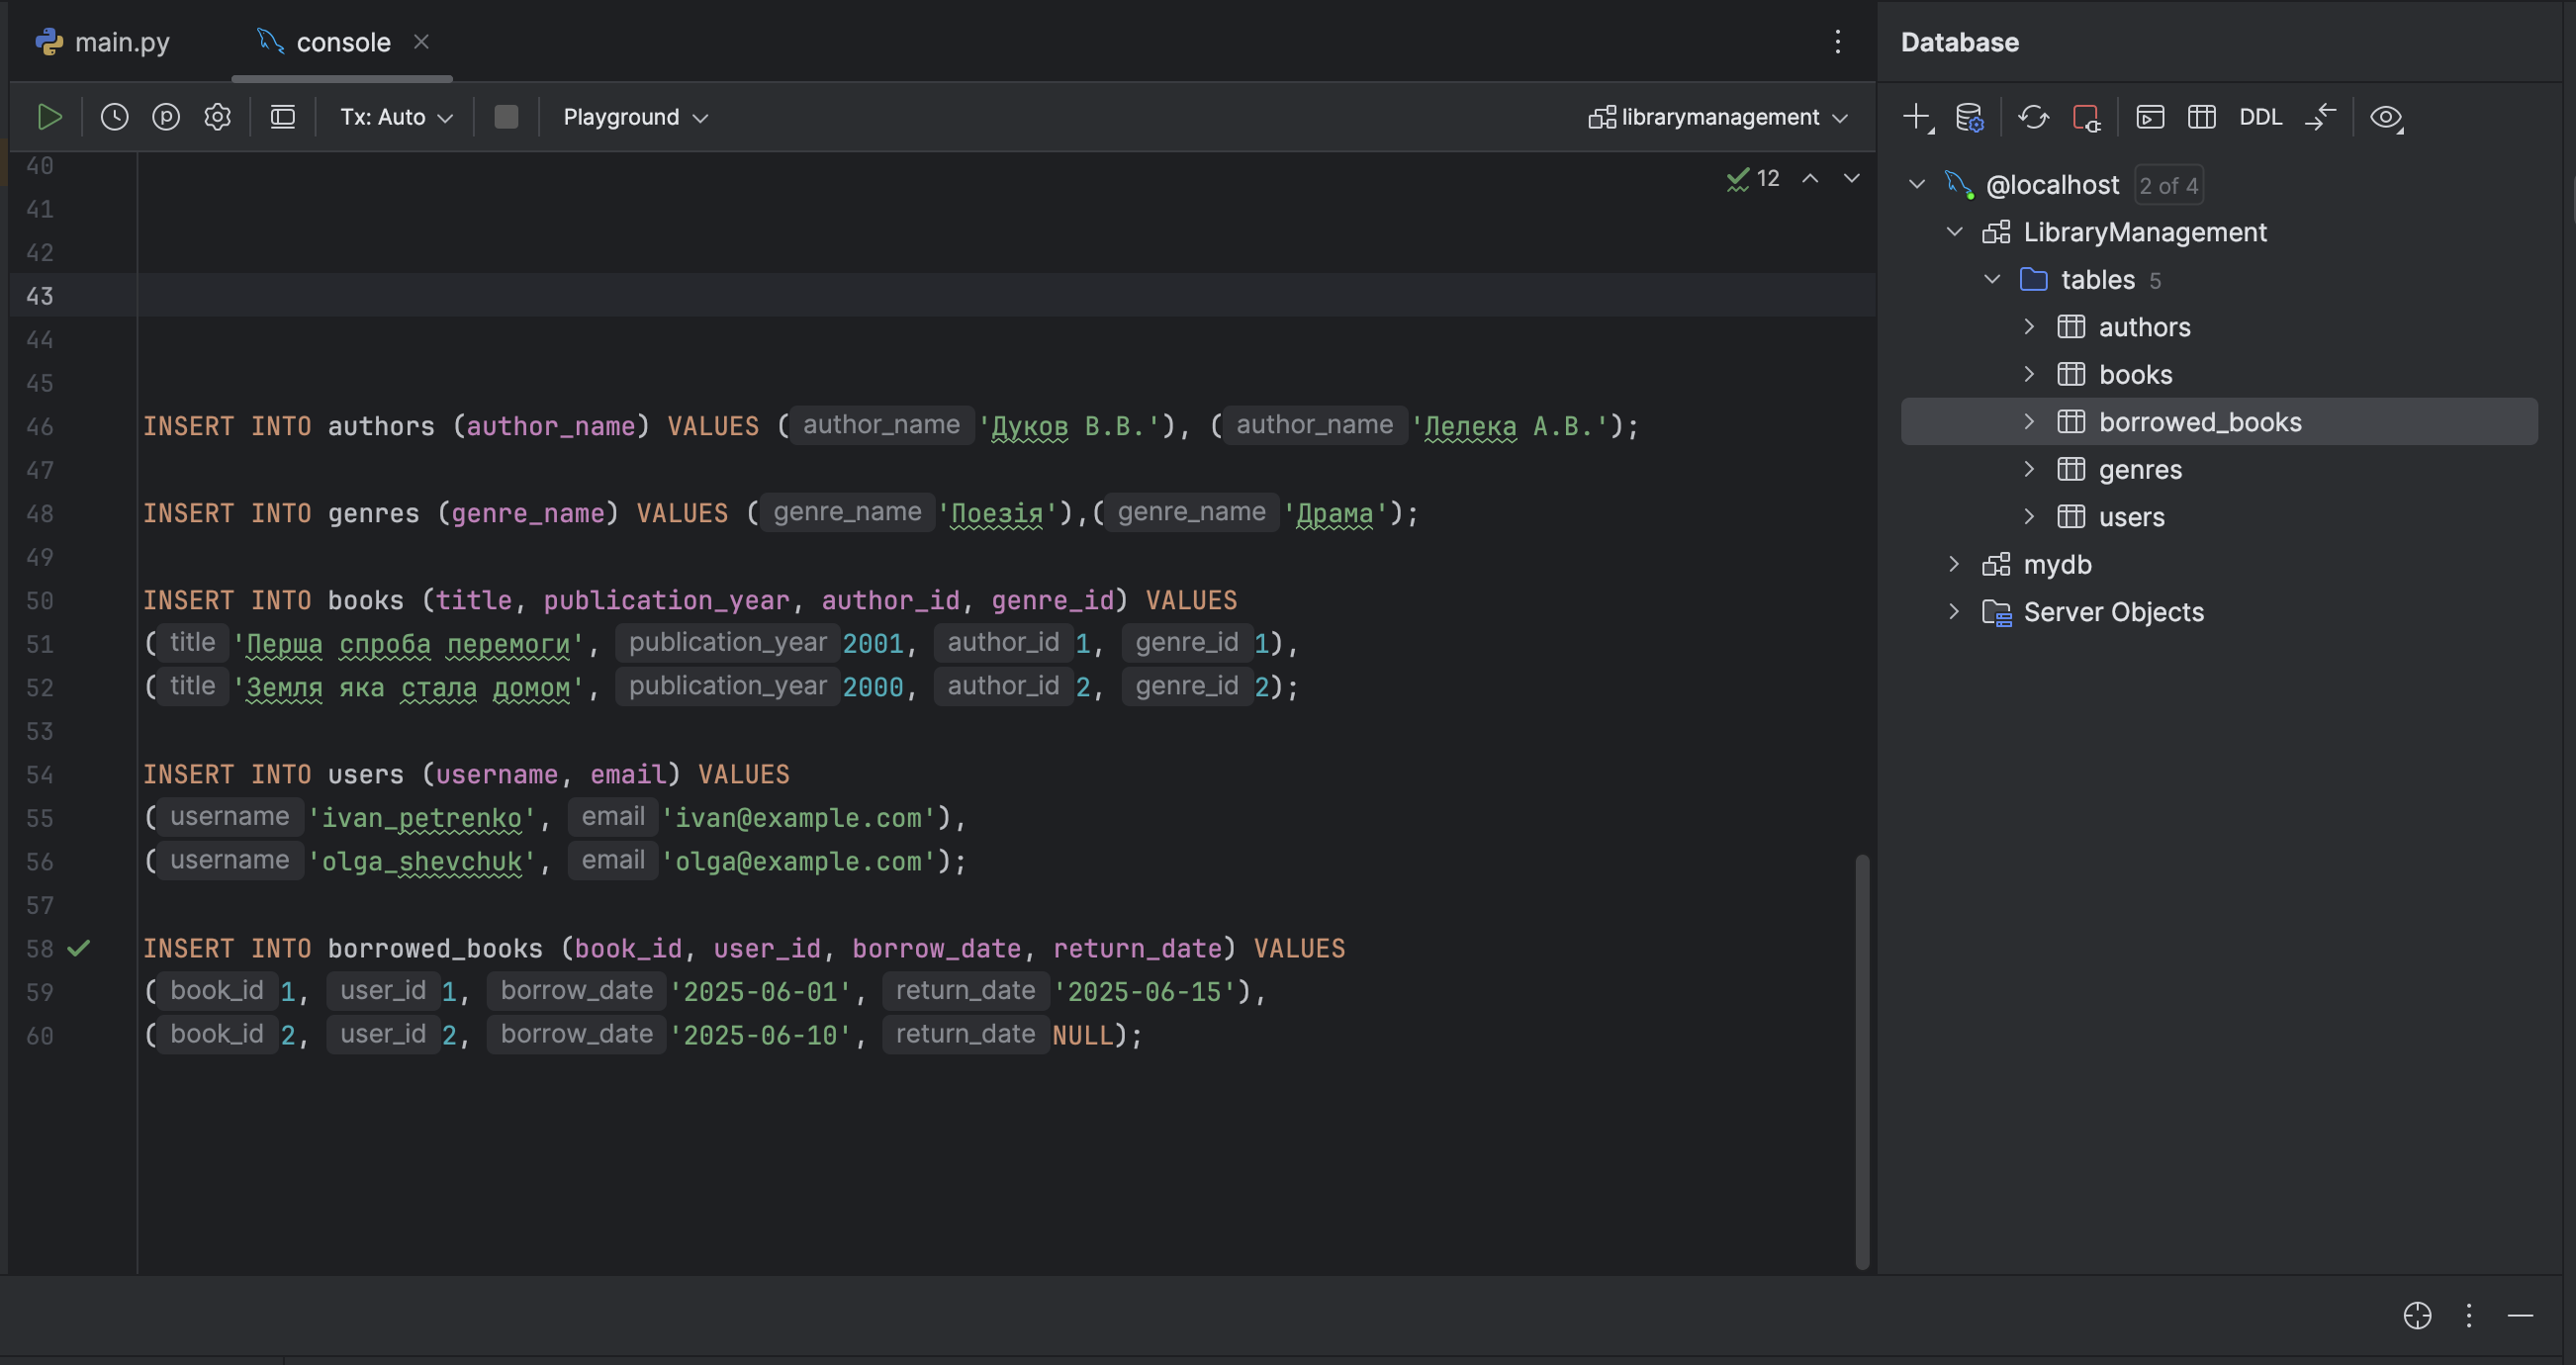 main.py
console
Tx: Auto
Playground
librarymanagement
12
40
41
42
43
44
45
46 INSERT INTO authors (author_name) VALUES ( author_name 'Дуков В.В.'), ( author_name 'Лелека А.В.');
47
48 INSERT INTO genres (genre_name) VALUES ( genre_name 'Поезія'),( genre_name 'Драма');
49
50 INSERT INTO books (title, publication_year, author_id, genre_id) VALUES
51 ( title 'Перша спроба перемоги', publication_year 2001, author_id 1, genre_id 1),
52 ( title 'Земля яка стала домом', publication_year 2000, author_id 2, genre_id 2);
53
54 INSERT INTO users (username, email) VALUES
55 ( username 'ivan_petrenko', email 'ivan@example.com'),
56 ( username 'olga_shevchuk', email 'olga@example.com');
57
58 INSERT INTO borrowed_books (book_id, user_id, borrow_date, return_date) VALUES
59 ( book_id 1, user_id 1, borrow_date '2025-06-01', return_date '2025-06-15'),
60 ( book_id 2, user_id 2, borrow_date '2025-06-10', return_date NULL);
Database
DDL
@localhost 2 of 4
LibraryManagement
tables 5
authors
books
borrowed_books
genres
users
mydb
Server Objects